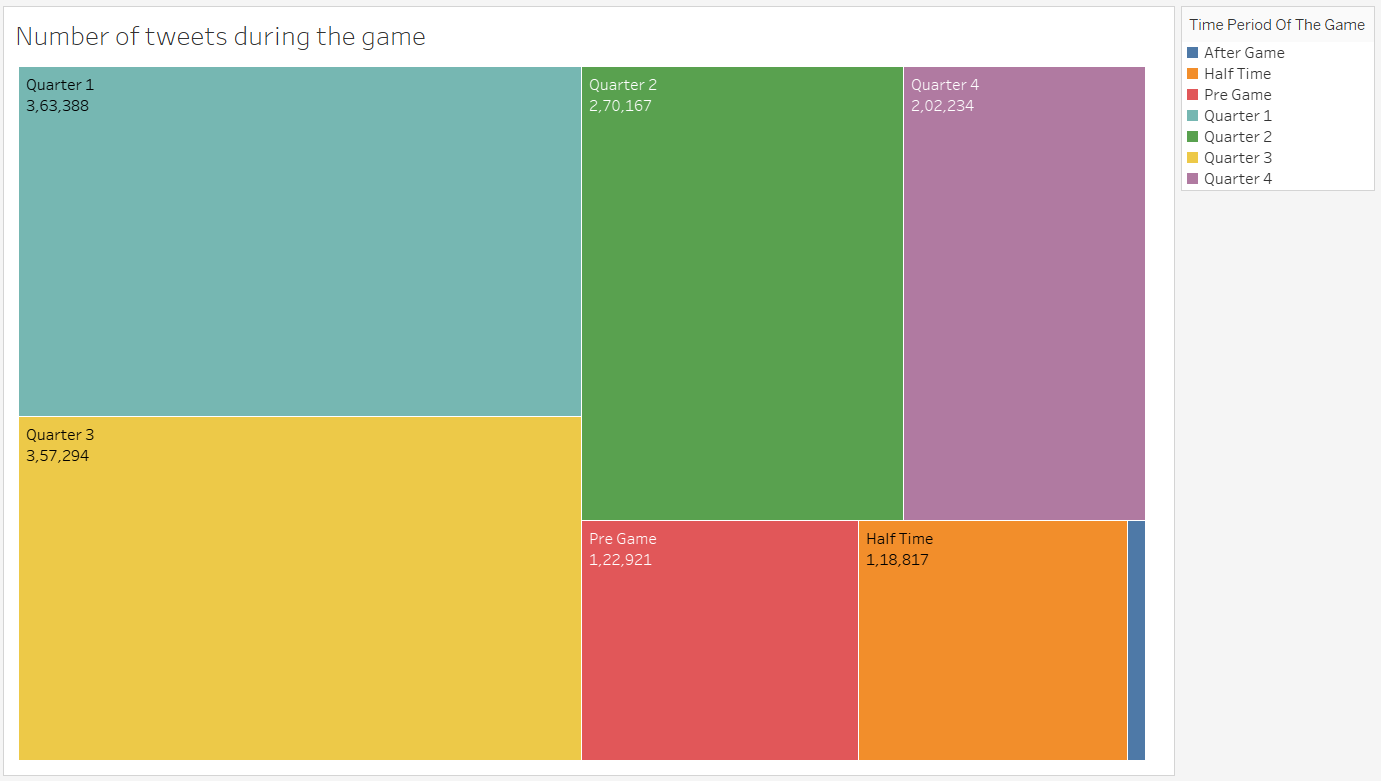 Number of tweets during the game
Quarter 1
3,63,388
Quarter 2
2,70,167
Quarter 4
2,02,234
Quarter 3
3,57,294
Pre Game
1,22,921
Half Time
1,18,817
Time Period Of The Game
After Game
Half Time
Pre Game
Quarter 1
Quarter 2
Quarter 3
Quarter 4